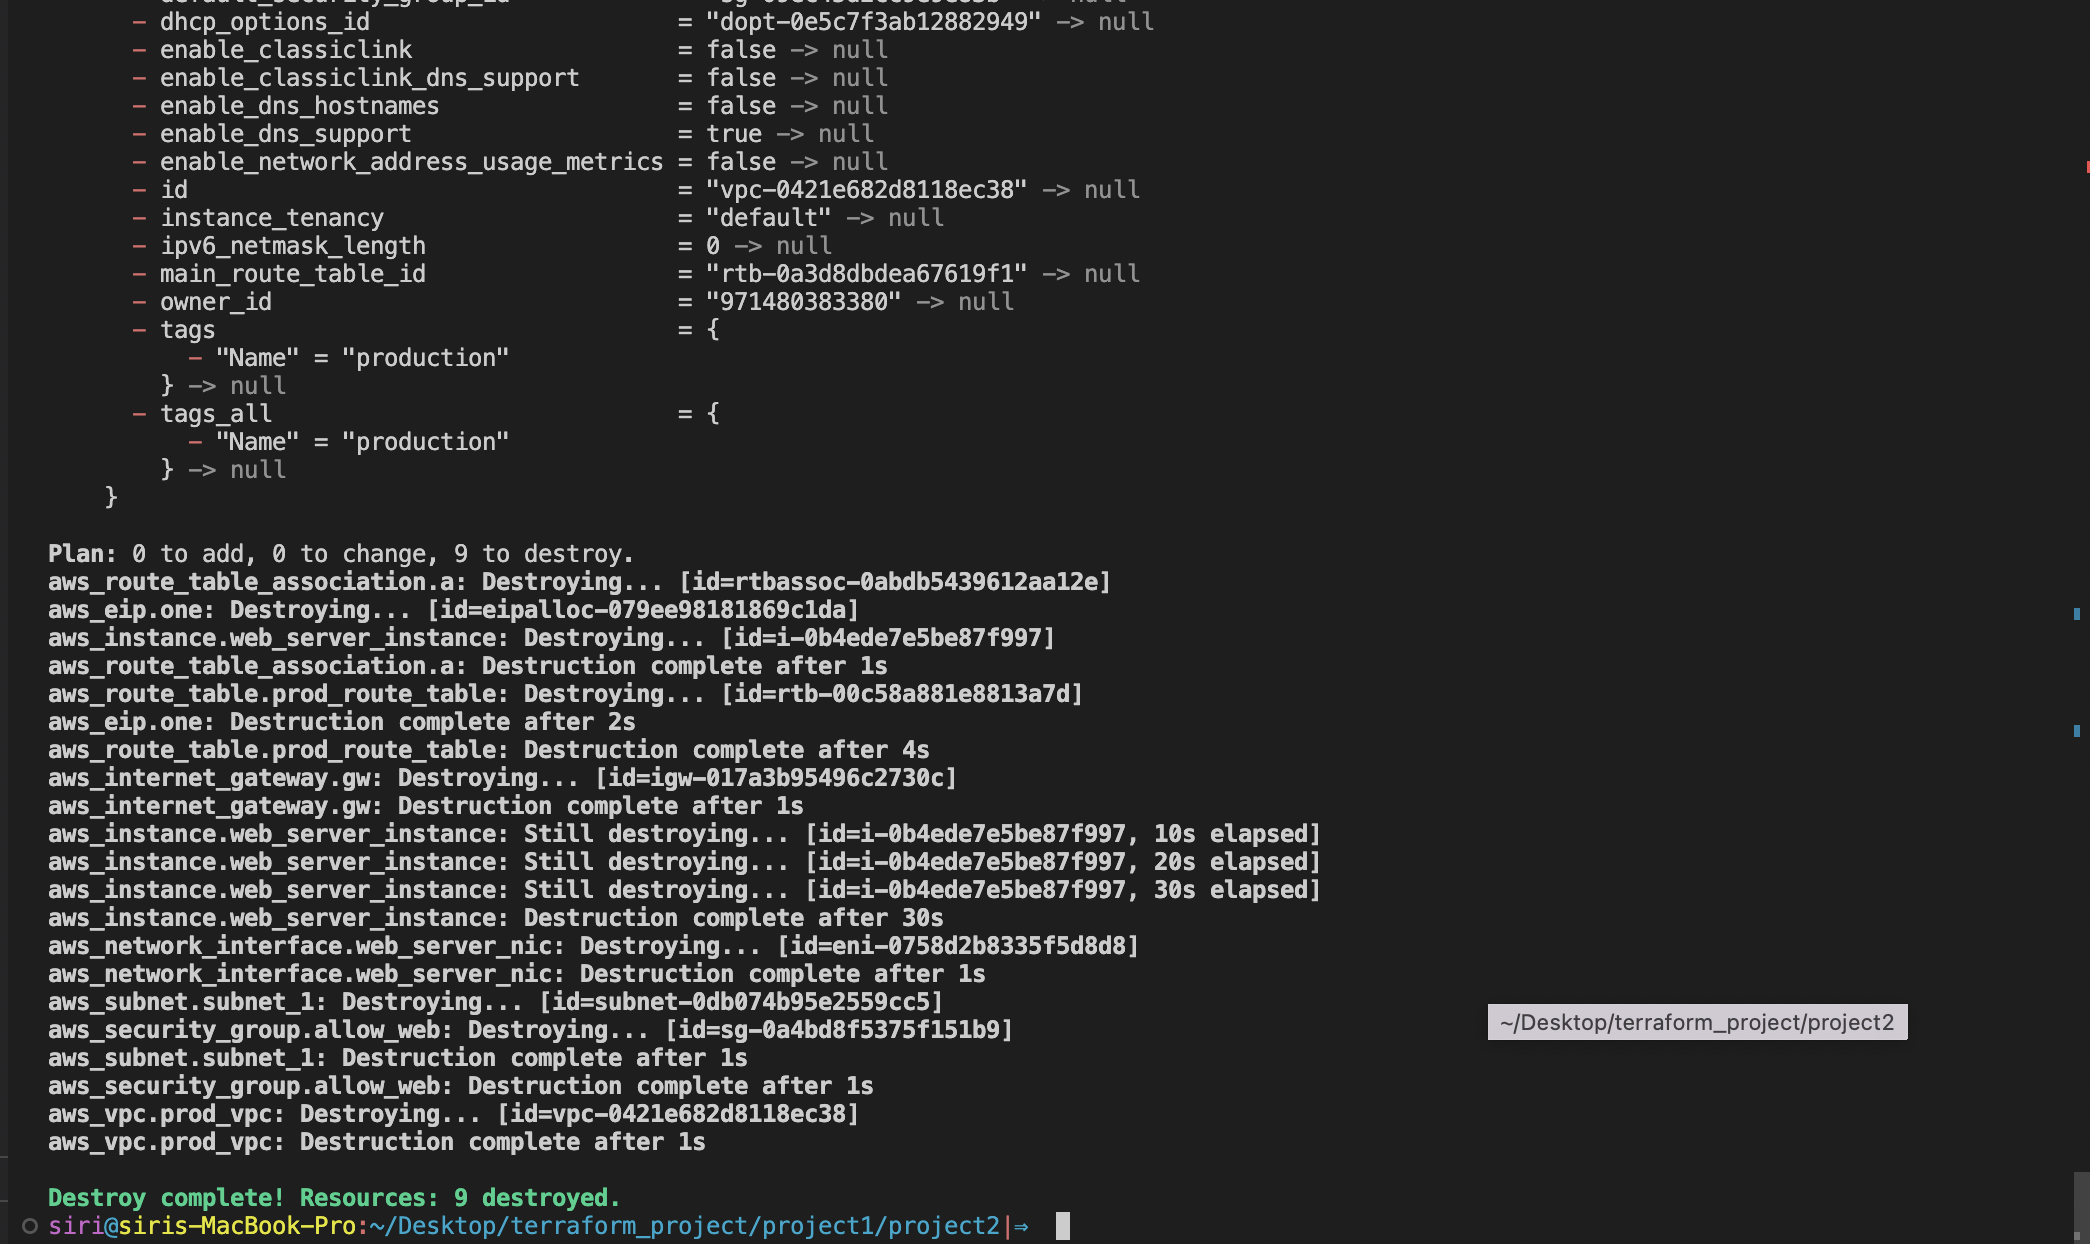 - dhcp_options_id = "dopt-0e5c7f3ab12882949" -> null
- enable_classiclink = false -> null
- enable_classiclink_dns_support = false -> null
- enable_dns_hostnames = false -> null
- enable_dns_support = true -> null
- enable_network_address_usage_metrics = false -> null
- id = "vpc-0421e682d8118ec38" -> null
- instance_tenancy = "default" -> null
- ipv6_netmask_length = 0 -> null
- main_route_table_id = "rtb-0a3d8dbdea67619f1" -> null
- owner_id = "971480383380" -> null
- tags = {
- "Name" = "production"
} -> null
- tags_all = {
- "Name" = "production"
} -> null
}
Plan: 0 to add, 0 to change, 9 to destroy.
aws_route_table_association.a: Destroying... [id=rtbassoc-0abdb5439612aa12e]
aws_eip.one: Destroying... [id=eipalloc-079ee98181869c1da]
aws_instance.web_server_instance: Destroying... [id=i-0b4ede7e5be87f997]
aws_route_table_association.a: Destruction complete after 1s
aws_route_table.prod_route_table: Destroying... [id=rtb-00c58a881e8813a7d]
aws_eip.one: Destruction complete after 2s
aws_route_table.prod_route_table: Destruction complete after 4s
aws_internet_gateway.gw: Destroying... [id=igw-017a3b95496c2730c]
aws_internet_gateway.gw: Destruction complete after 1s
aws_instance.web_server_instance: Still destroying... [id=i-0b4ede7e5be87f997, 10s elapsed]
aws_instance.web_server_instance: Still destroying... [id=i-0b4ede7e5be87f997, 20s elapsed]
aws_instance.web_server_instance: Still destroying... [id=i-0b4ede7e5be87f997, 30s elapsed]
aws_instance.web_server_instance: Destruction complete after 30s
aws_network_interface.web_server_nic: Destroying... [id=eni-0758d2b8335f5d8d8]
aws_network_interface.web_server_nic: Destruction complete after 1s
aws_subnet.subnet_1: Destroying... [id=subnet-0db074b95e2559cc5]
aws_security_group.allow_web: Destroying... [id=sg-0a4bd8f5375f151b9]
~/Desktop/terraform_project/project2
aws_subnet.subnet_1: Destruction complete after 1s
aws_security_group.allow_web: Destruction complete after 1s
aws_vpc.prod_vpc: Destroying... [id=vpc-0421e682d8118ec38]
aws_vpc.prod_vpc: Destruction complete after 1s
Destroy complete! Resources: 9 destroyed.
siri@siris-MacBook-Pro:~/Desktop/terraform_project/project1/project2|⇒